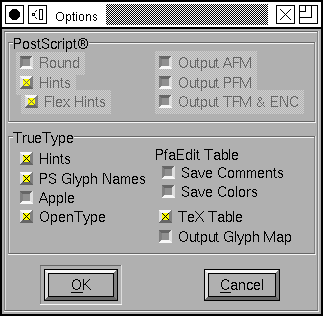 Options
PostScript®
Round
Hints
Flex Hints
Output AFM
Output PFM
Output TFM & ENC
TrueType
Hints
PS Glyph Names
Apple
OpenType
PfaEdit Table
Save Comments
Save Colors
TeX Table
Output Glyph Map
OK
Cancel